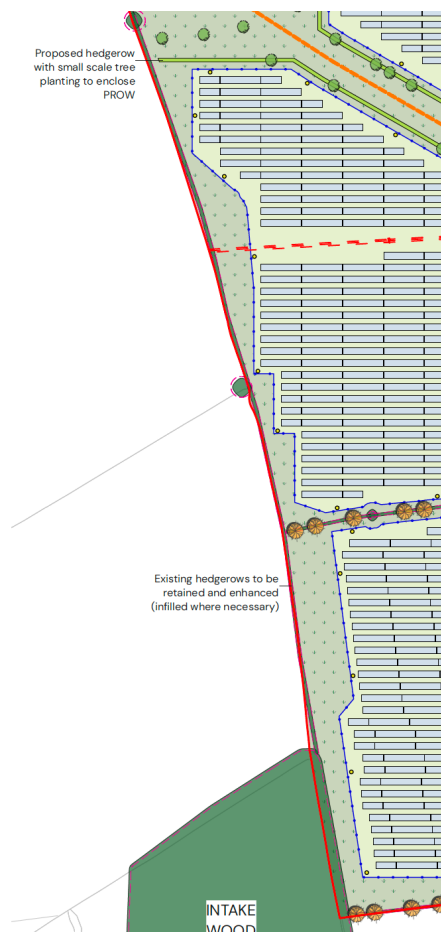 Proposed hedgerow
with small scale tree
planting to enclose
PROW
Existing hedgerows to be
retained and enhanced
(infilled where necessary)
INTAKE
WOOD